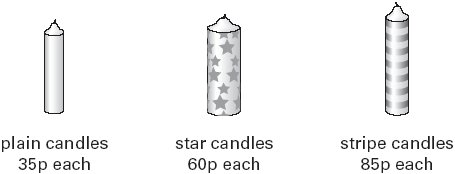 plain candles
35p each
star candles
60p each
stripe candles
85p each